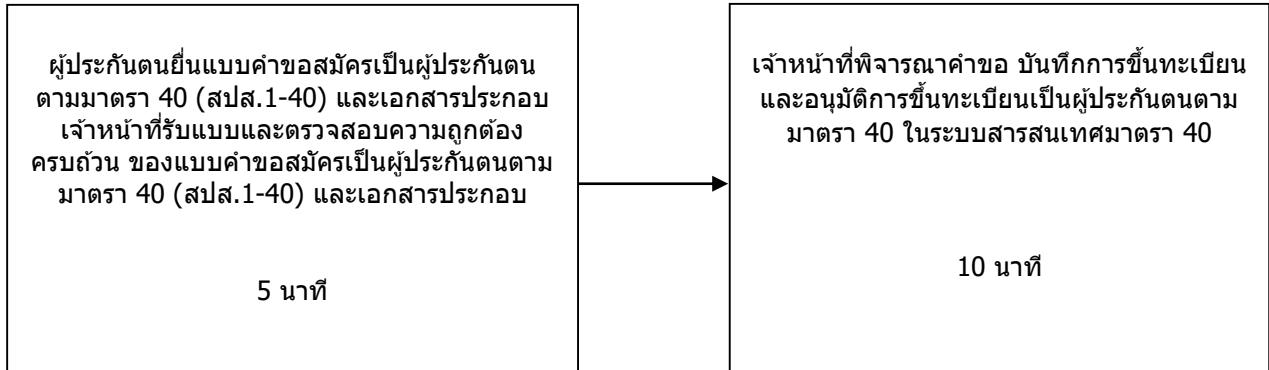 ผู้ประกันตนยื่นแบบคำขอสมัครเป็นผู้ประกันตน
ตามมาตรา 40 (สปส.1-40) และเอกสารประกอบ
เจ้าหน้าที่รับแบบและตรวจสอบความถูกต้อง
ครบถ้วน ของแบบคำขอสมัครเป็นผู้ประกันตนตาม
มาตรา 40 (สปส.1-40) และเอกสารประกอบ
5 นาที
เจ้าหน้าที่พิจารณาคำขอ บันทึกการขึ้นทะเบียน
และอนุมัติการขึ้นทะเบียนเป็นผู้ประกันตนตาม
มาตรา 40 ในระบบสารสนเทศมาตรา 40
10 นาที